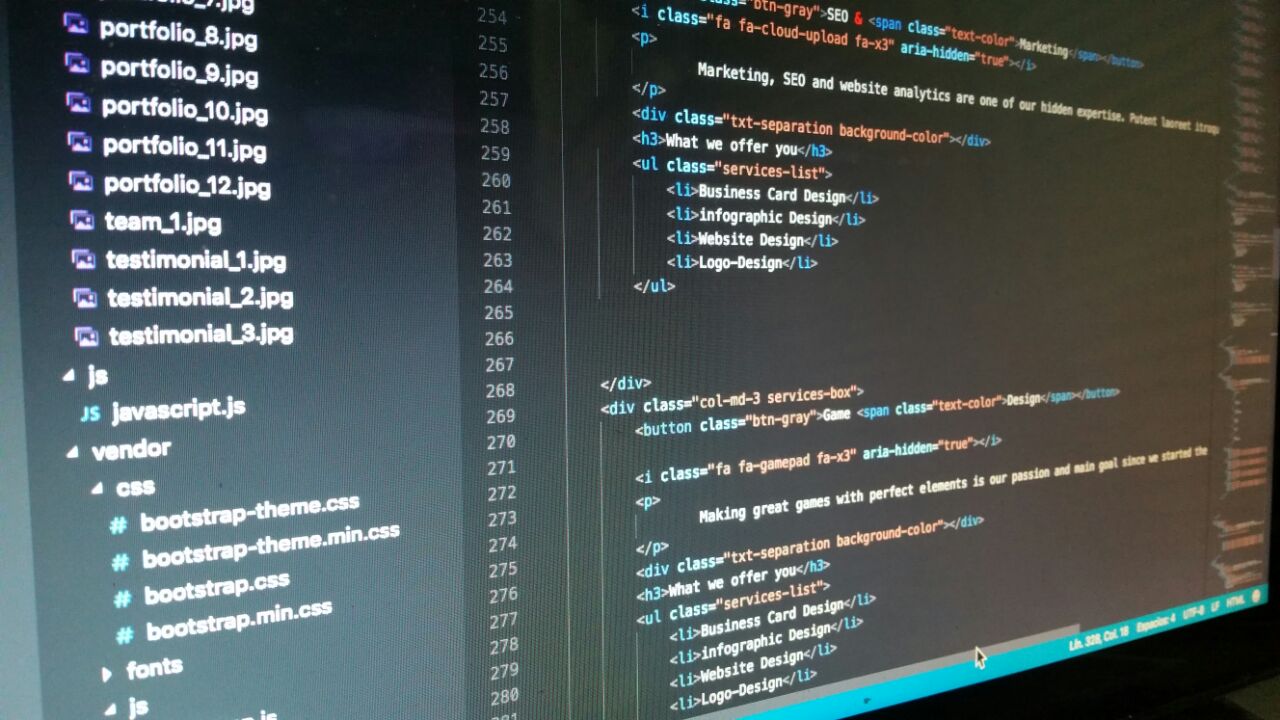 portfolio_7.jpg
portfolio_8.jpg
portfolio_9.jpg
portfolio_10.jpg
portfolio_11.jpg
portfolio_12.jpg
team_1.jpg
testimonial_1.jpg
testimonial_2.jpg
testimonial_3.jpg
js
JS javascript.js
vendor
css
# bootstrap-theme.css
# bootstrap-theme.min.css
# bootstrap.css
# bootstrap.min.css
fonts
js
254
255
256
257
258
259
260
261
262
263
264
265
266
267
268
269
270
271
272
273
274
275
276
277
278
279
280
281
"btn-gray">SEO & <span class="text-color">Marketing</span></button>
<i class="fa fa-cloud-upload fa-x3" aria-hidden="true"></i>
<p>
Marketing, SEO and website analytics are one of our hidden expertise. Putent laoreet
</p>
<div class="txt-separation background-color"></div>
<h3>What we offer you</h3>
<ul class="services-list">
<li>Business Card Design</li>
<li>infographic Design</li>
<li>Website Design</li>
<li>Logo-Design</li>
</ul>
</div>
<div class="col-md-3 services-box">
<button class="btn-gray">Game <span class="text-color">Design</span></button>
<i class="fa fa-gamepad fa-x3" aria-hidden="true"></i>
<p>
Making great games with perfect elements is our passion and main goal since we started the
</p>
<div class="txt-separation background-color"></div>
<h3>What we offer you</h3>
<ul class="services-list">
<li>Business Card Design</li>
<li>infographic Design</li>
<li>Website Design</li>
<li>Logo-Design</li>
Lín. 328, Col. 18 Espacios: 4 UTF-8 LF HTML